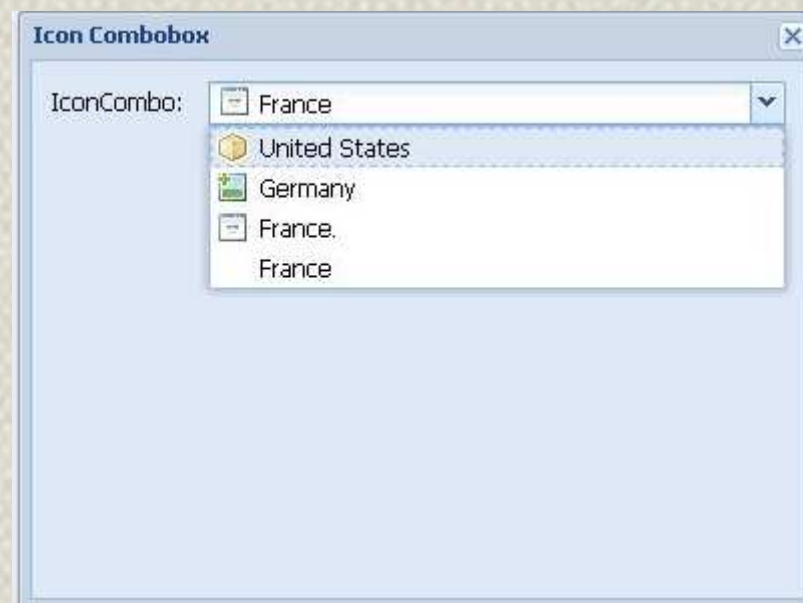 Icon Combobox
IconCombo: France
United States
Germany
France.
France